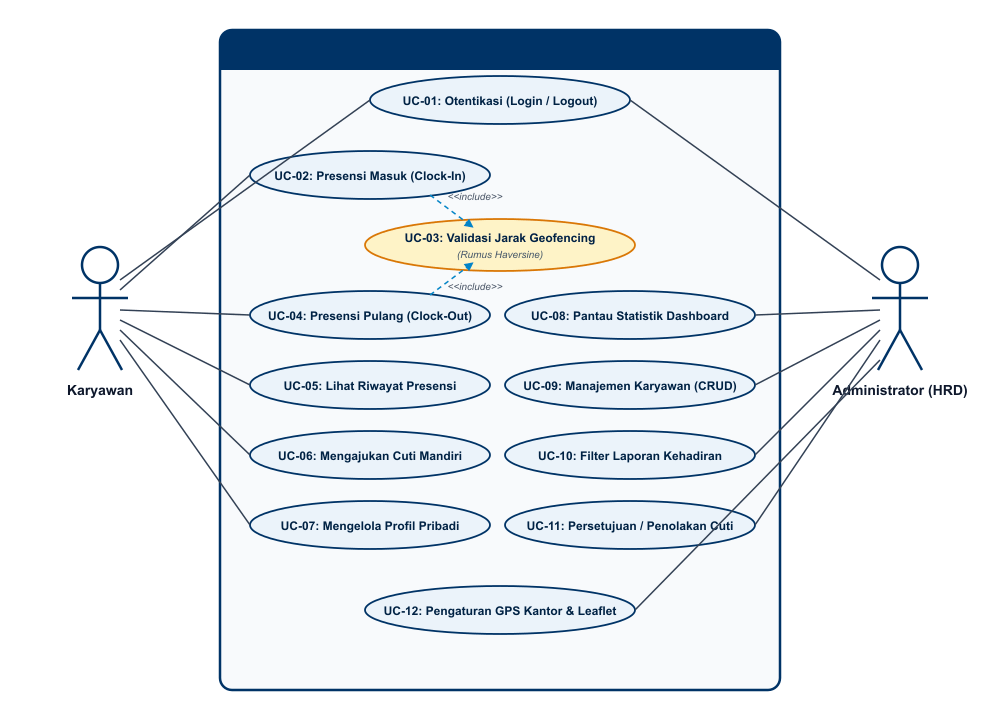 UC-01: Otentikasi (Login / Logout)
UC-02: Presensi Masuk (Clock-In)
<<include>>
UC-03: Validasi Jarak Geofencing
(Rumus Haversine)
<<include>>
UC-04: Presensi Pulang (Clock-Out)
UC-08: Pantau Statistik Dashboard
UC-05: Lihat Riwayat Presensi
UC-09: Manajemen Karyawan (CRUD)
Karyawan
Administrator (HRD)
UC-06: Mengajukan Cuti Mandiri
UC-10: Filter Laporan Kehadiran
UC-07: Mengelola Profil Pribadi
UC-11: Persetujuan / Penolakan Cuti
UC-12: Pengaturan GPS Kantor & Leaflet